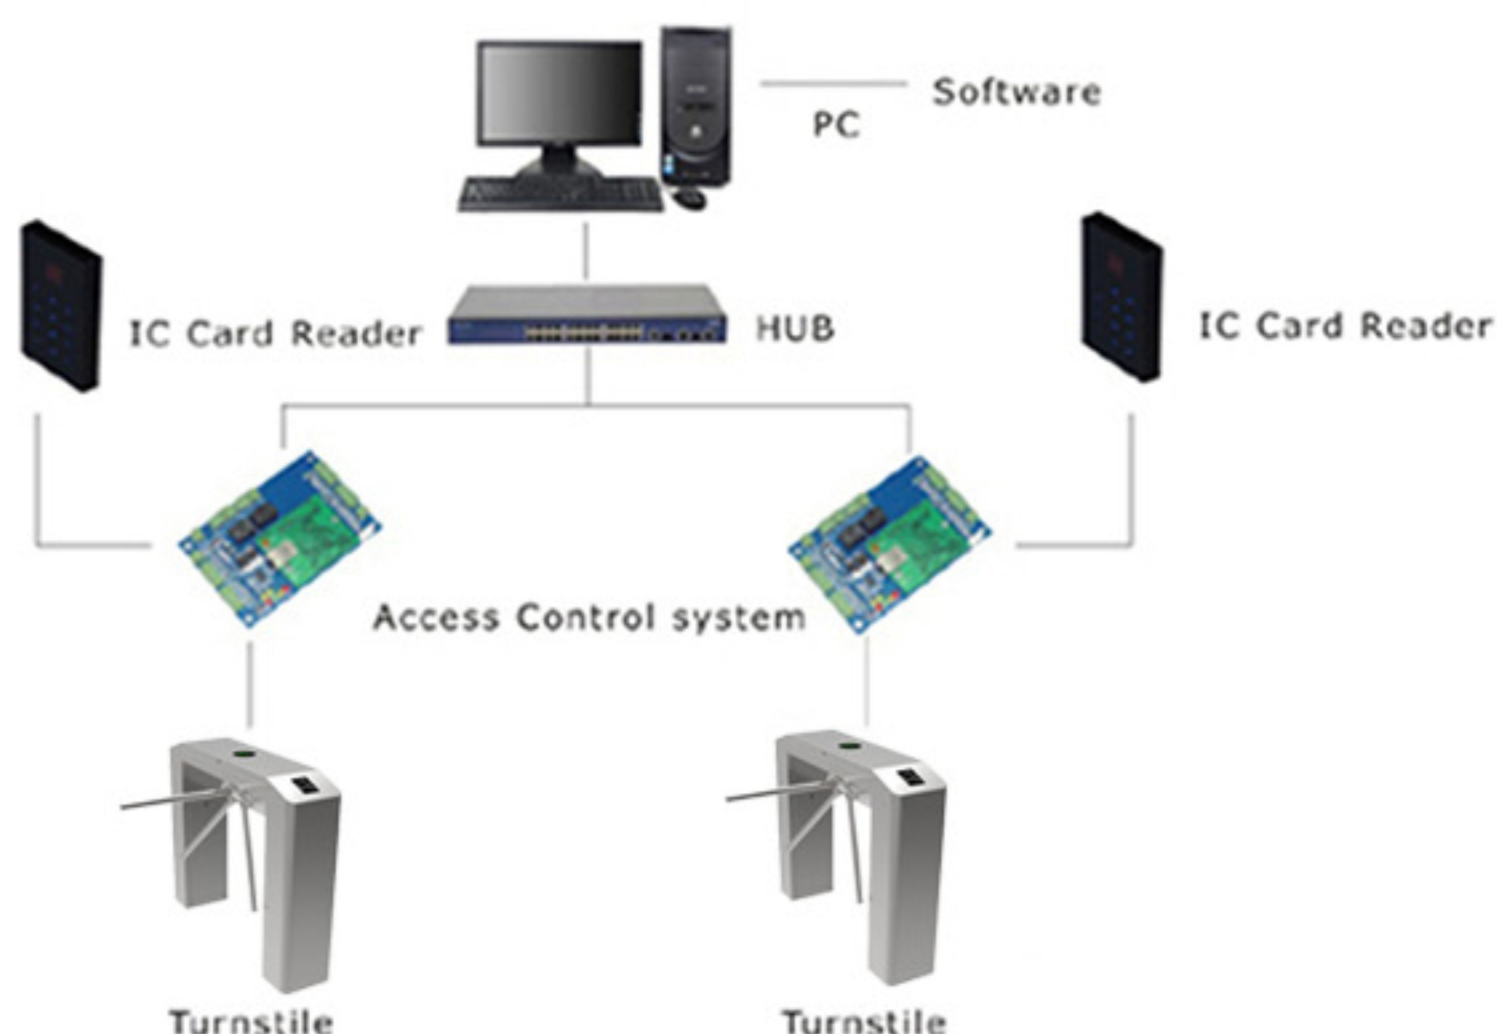 Software
PC
IC Card Reader
HUB
IC Card Reader
Access Control system
Turnstile
Turnstile